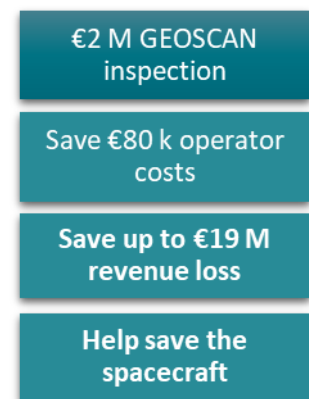 €2 M GEOSCAN
inspection
Save €80 k operator
costs
Save up to €19 M
revenue loss
Help save the
spacecraft